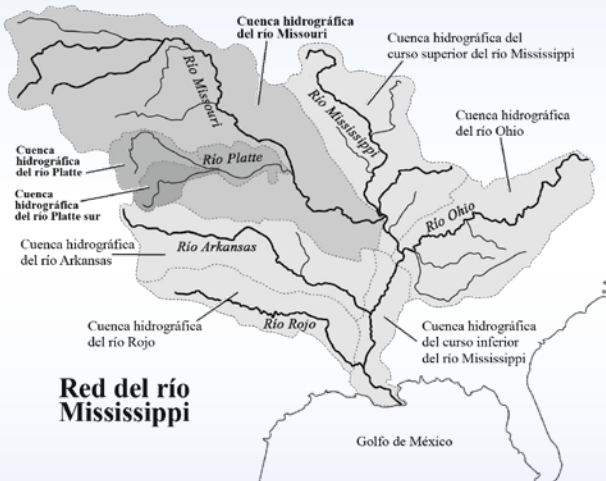 Cuenca hidrográfica
del río Missouri
Cuenca hidrográfica del
curso superior del río Mississippi
Río Missouri
Río Mississippi
Cuenca hidrográfica
del río Ohio
Cuenca
hidrográfica
del río Platte
Río Platte
Cuenca
hidrográfica
del río Platte sur
Río Ohio
Cuenca hidrográfica
del río Arkansas
Río Arkansas
Cuenca hidrográfica
del río Rojo
Río Rojo
Cuenca hidrográfica
del curso inferior
del río Mississippi
Red del río
Mississippi
Golfo de México